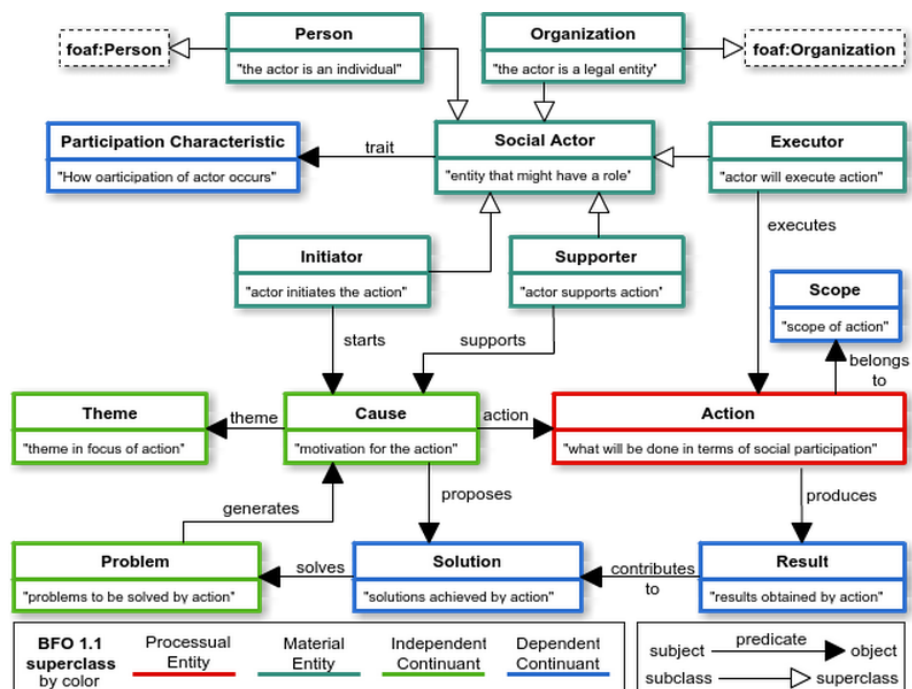 Person
"the actor is an individual"
foaf:Person
Organization
"the actor is a legal entity"
foaf:Organization
Participation Characteristic
"How oarticipation of actor occurs"
trait
Social Actor
"entity that might have a role"
Executor
"actor will execute action"
executes
Initiator
"actor initiates the action"
Supporter
"actor supports action"
Scope
"scope of action"
starts
supports
belongs
to
Theme
"theme in focus of action"
theme
Cause
"motivation for the action"
action
Action
"what will be done in terms of social participation"
generates
proposes
produces
Problem
"problems to be solved by action"
solves
Solution
"solutions achieved by action"
contributes
to
Result
"results obtained by action"
BFO 1.1
superclass
by color
Processual
Entity
Material
Entity
Independent
Continuant
Dependent
Continuant
subject predicate object
subclass superclass